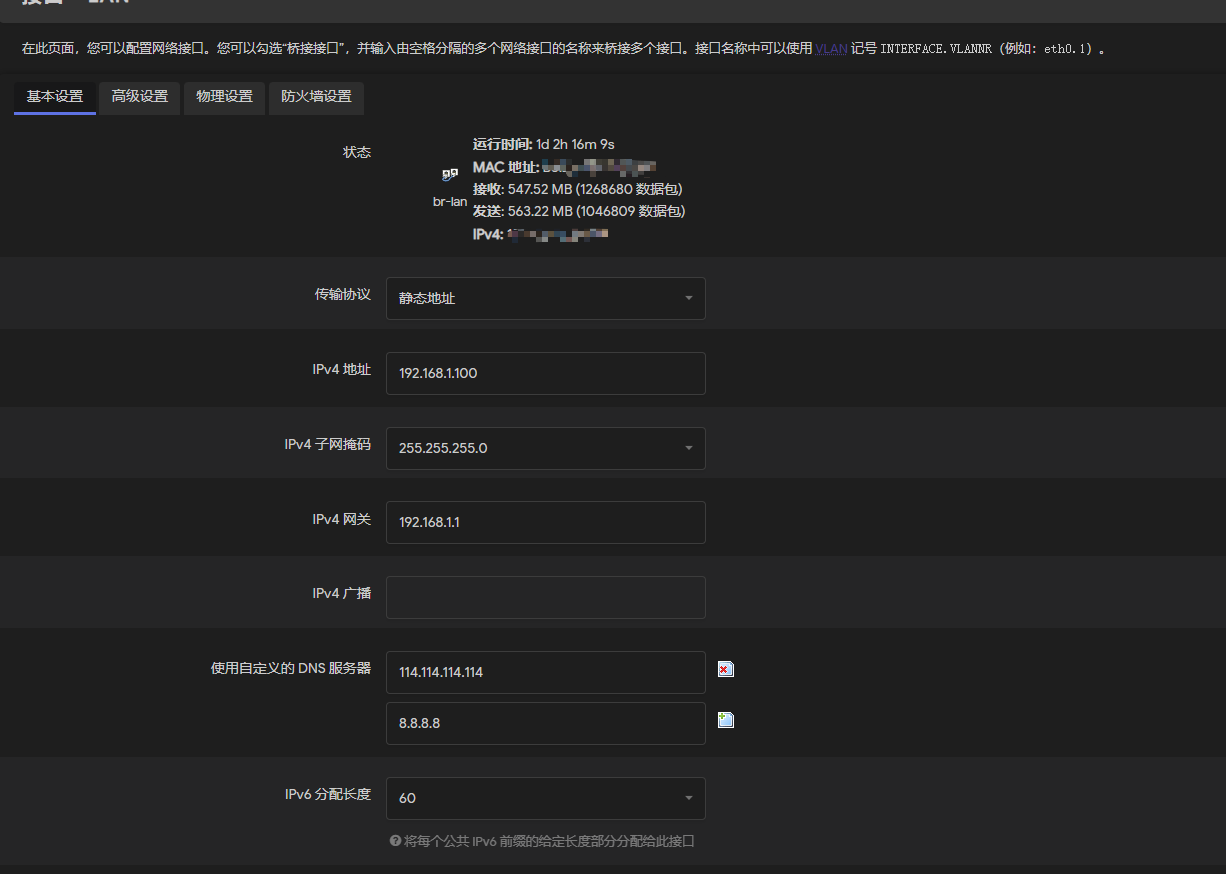 在此页面，您可以配置网络接口。您可以勾选“桥接接口”，并输入由空格分隔的多个网络接口的名称来桥接多个接口。接口名称中可以使用 VLAN 记号 INTERFACE.VLANNR（例如：eth0.1）。
基本设置 高级设置 物理设置 防火墙设置
状态
运行时间: 1d 2h 16m 9s
MAC 地址:
接收: 547.52 MB (1268680 数据包)
br-lan
发送: 563.22 MB (1046809 数据包)
IPv4:
传输协议 静态地址
IPv4 地址 192.168.1.100
IPv4 子网掩码 255.255.255.0
IPv4 网关 192.168.1.1
IPv4 广播
使用自定义的 DNS 服务器 114.114.114.114
8.8.8.8
IPv6 分配长度 60
将每个公共 IPv6 前缀的给定长度部分分配给此接口